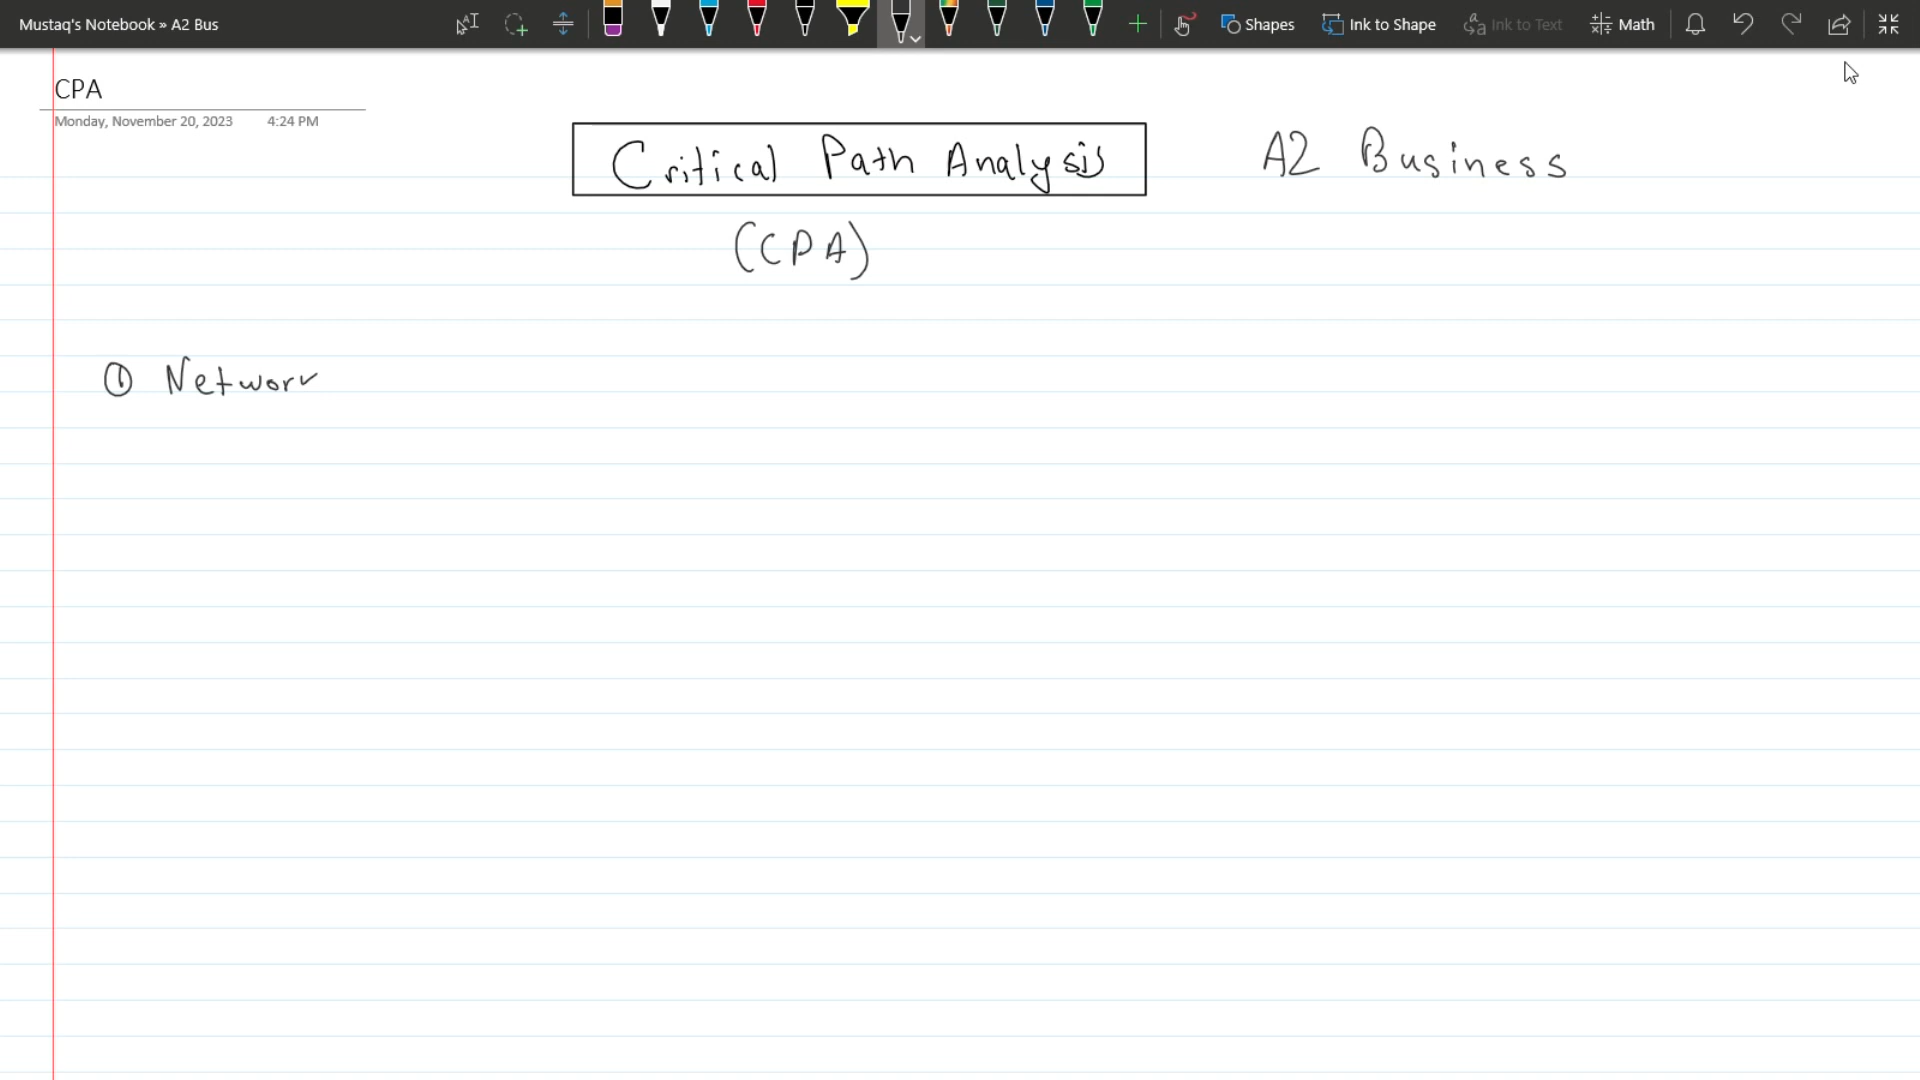 Mustaq's Notebook » A2 Bus
Shapes
Ink to Shape
Ink to Text
Math
CPA
Monday, November 20, 2023 4:24 PM
Critical Path Analysis A2 Business
(CPA)
① Networ